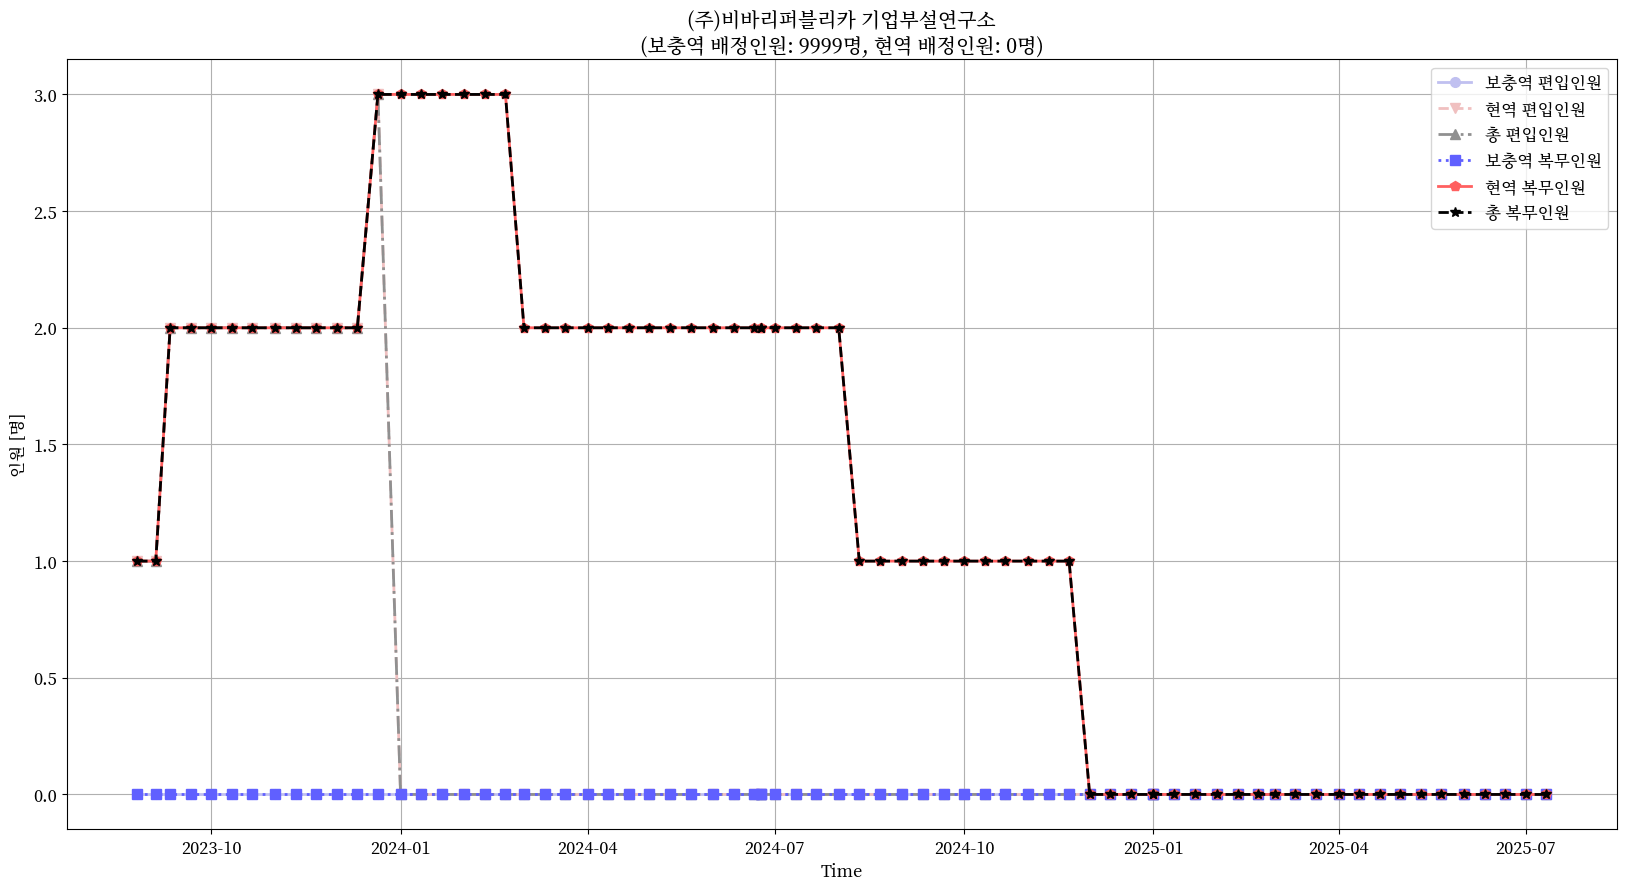 (주)비바리퍼블리카 기업부설연구소
(보충역 배정인원: 9999명, 현역 배정인원: 0명)
보충역 편입인원
현역 편입인원
총 편입인원
보충역 복무인원
현역 복무인원
총 복무인원
인원 [명]
3.0
2.5
2.0
1.5
1.0
0.5
0.0
2023-10 2024-01 2024-04 2024-07 2024-10 2025-01 2025-04 2025-07
Time